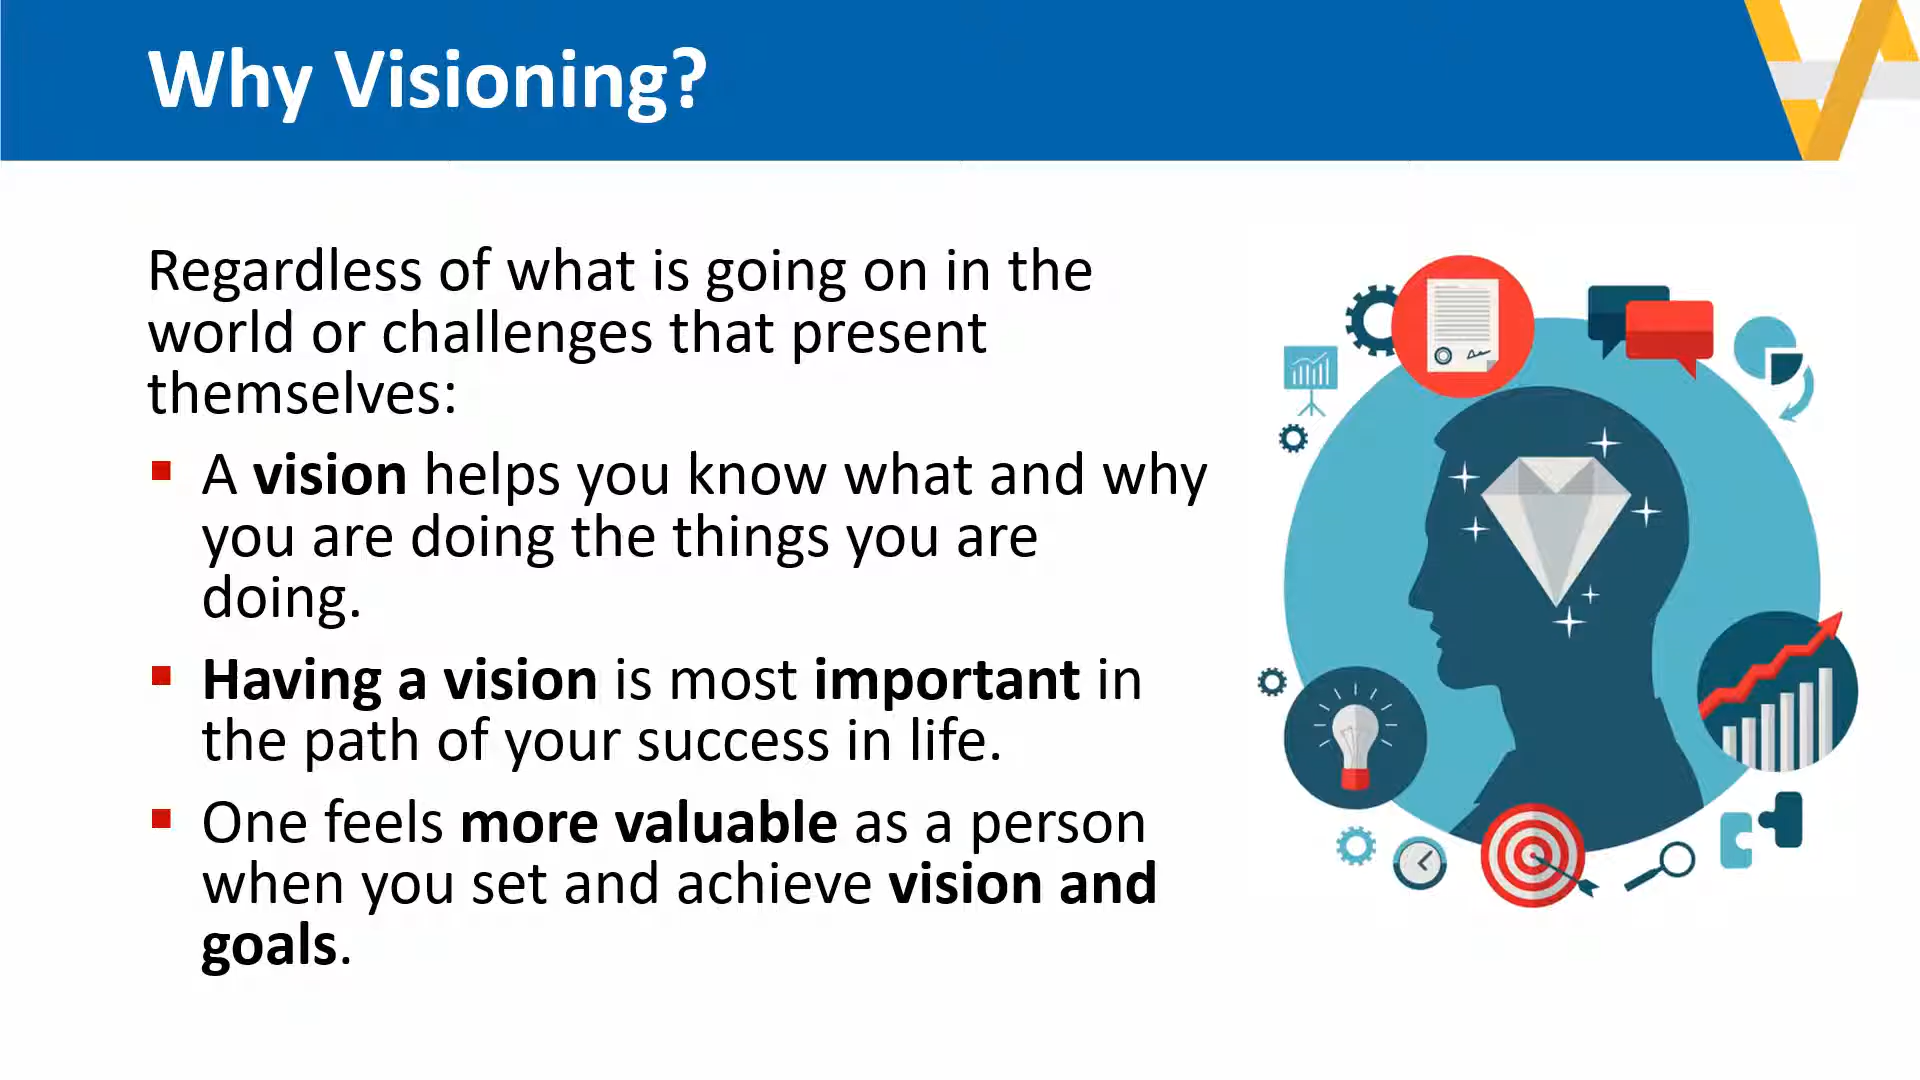 Why Visioning?
Regardless of what is going on in the
world or challenges that present
themselves:
A vision helps you know what and why
you are doing the things you are
doing.
Having a vision is most important in
the path of your success in life.
One feels more valuable as a person
when you set and achieve vision and
goals.